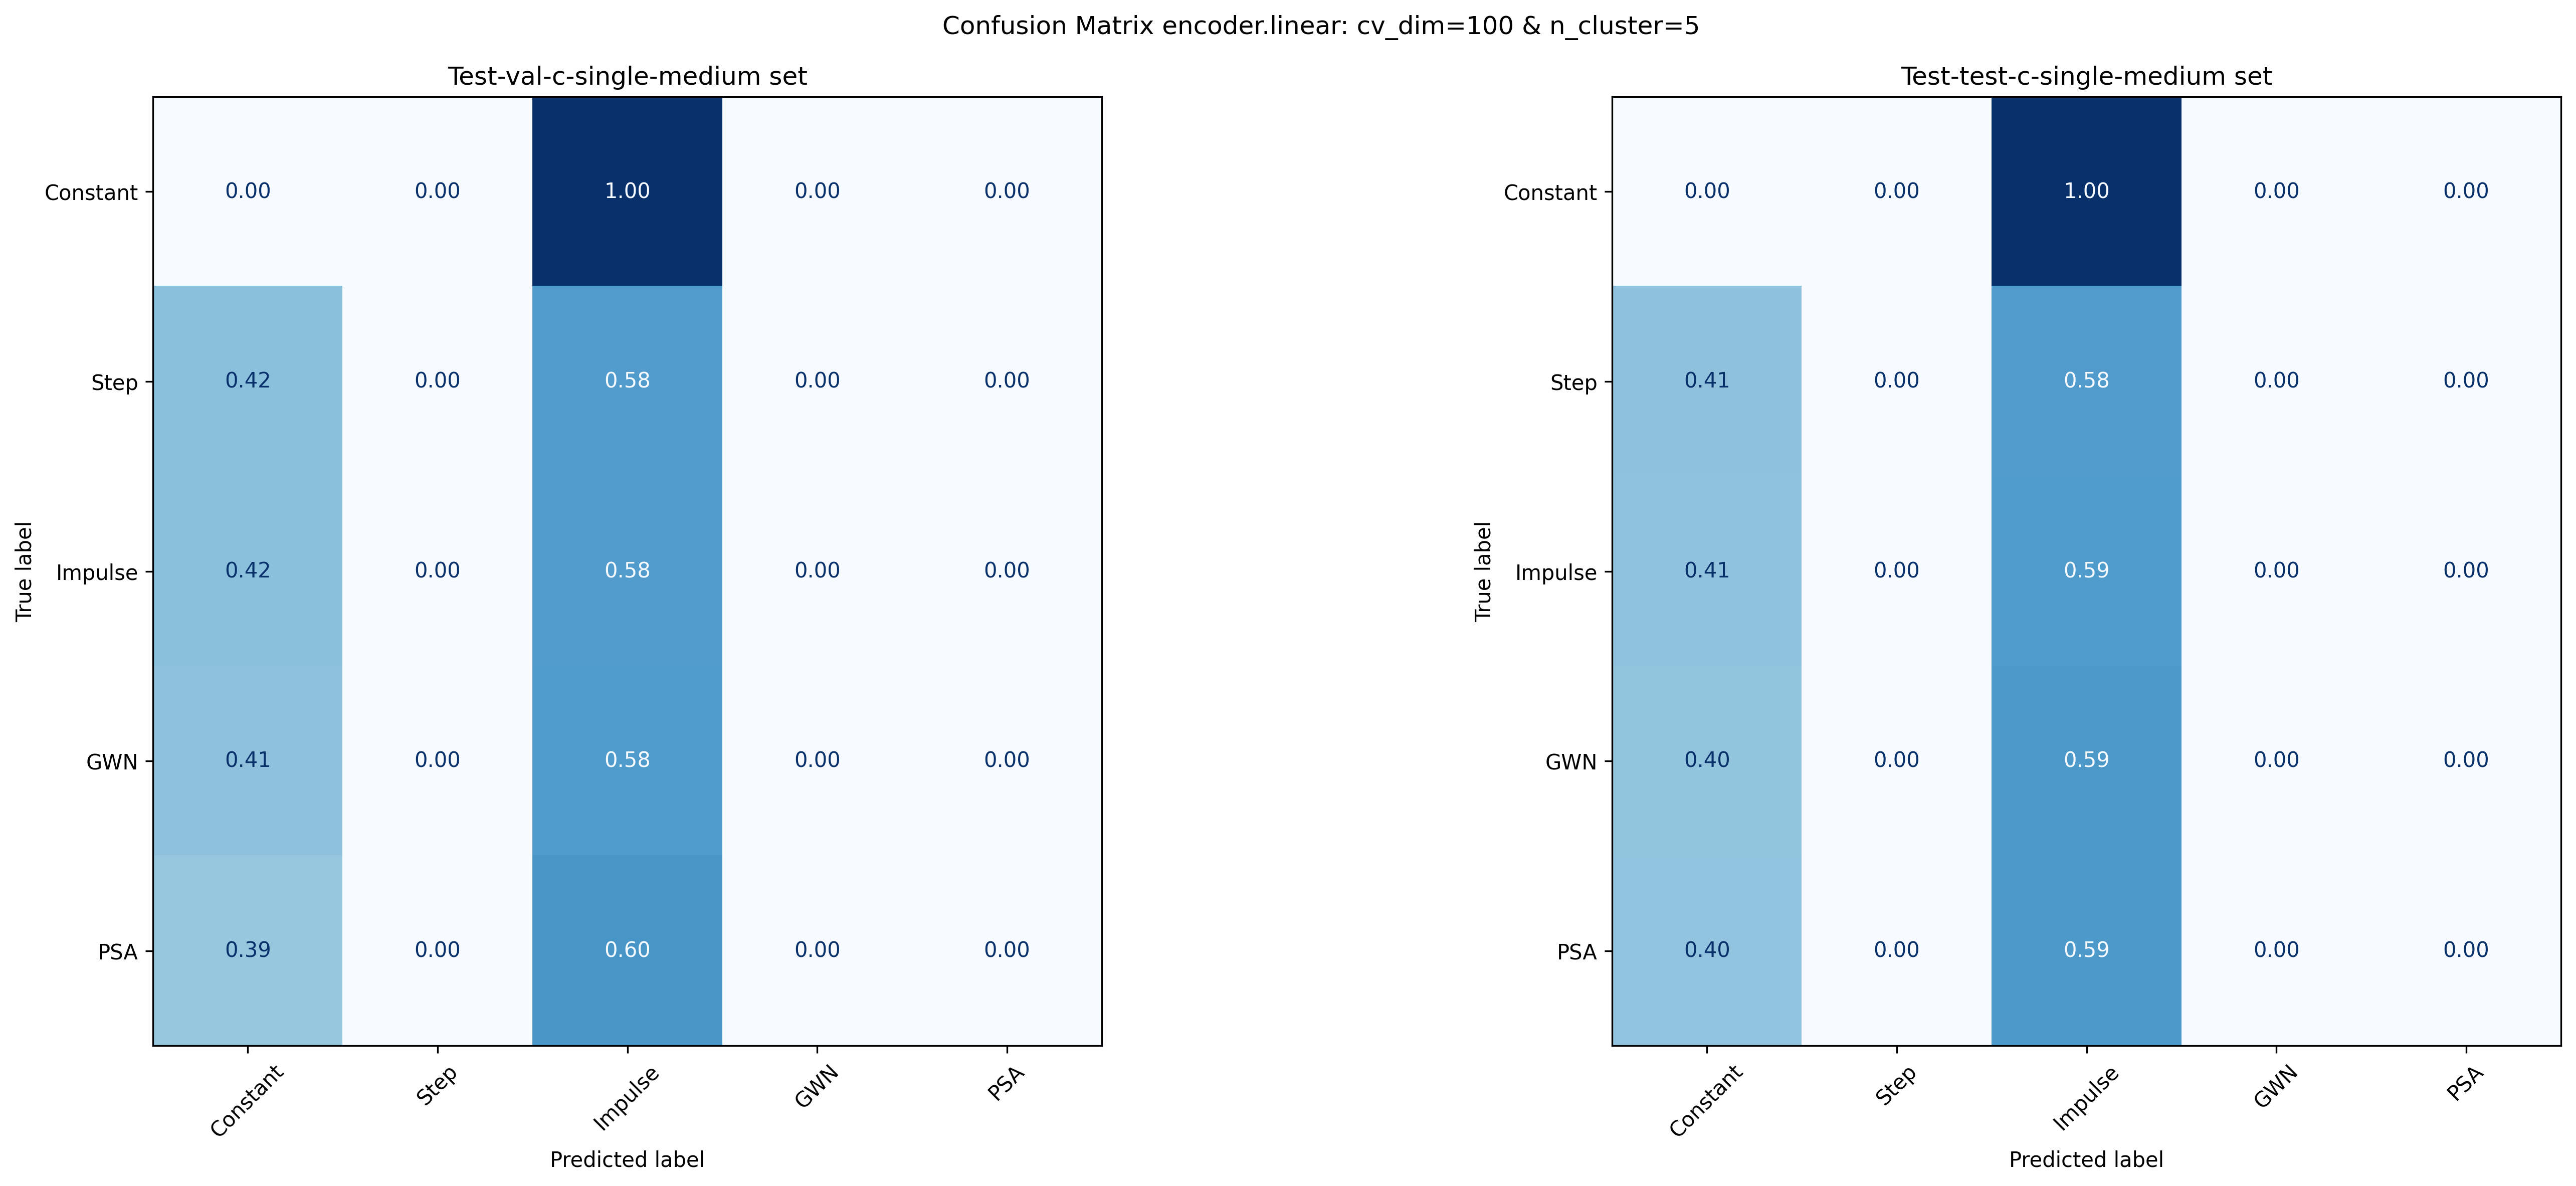 Confusion Matrix encoder.linear: cv_dim=100 & n_cluster=5
Test-val-c-single-medium set
True label
Constant 0.00 0.00 1.00 0.00 0.00
Step 0.42 0.00 0.58 0.00 0.00
Impulse 0.42 0.00 0.58 0.00 0.00
GWN 0.41 0.00 0.58 0.00 0.00
PSA 0.39 0.00 0.60 0.00 0.00
Constant Step Impulse GWN PSA
Predicted label
Test-test-c-single-medium set
True label
Constant 0.00 0.00 1.00 0.00 0.00
Step 0.41 0.00 0.58 0.00 0.00
Impulse 0.41 0.00 0.59 0.00 0.00
GWN 0.40 0.00 0.59 0.00 0.00
PSA 0.40 0.00 0.59 0.00 0.00
Constant Step Impulse GWN PSA
Predicted label